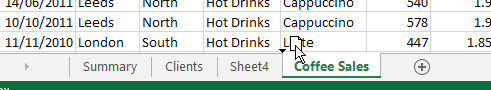 14/06/2011 Leeds North Hot Drinks Cappuccino 540 1.9
10/10/2010 Leeds North Hot Drinks Cappuccino 578 1.9
11/11/2010 London South Hot Drinks 447 1.85
Summary Clients Sheet4 Coffee Sales